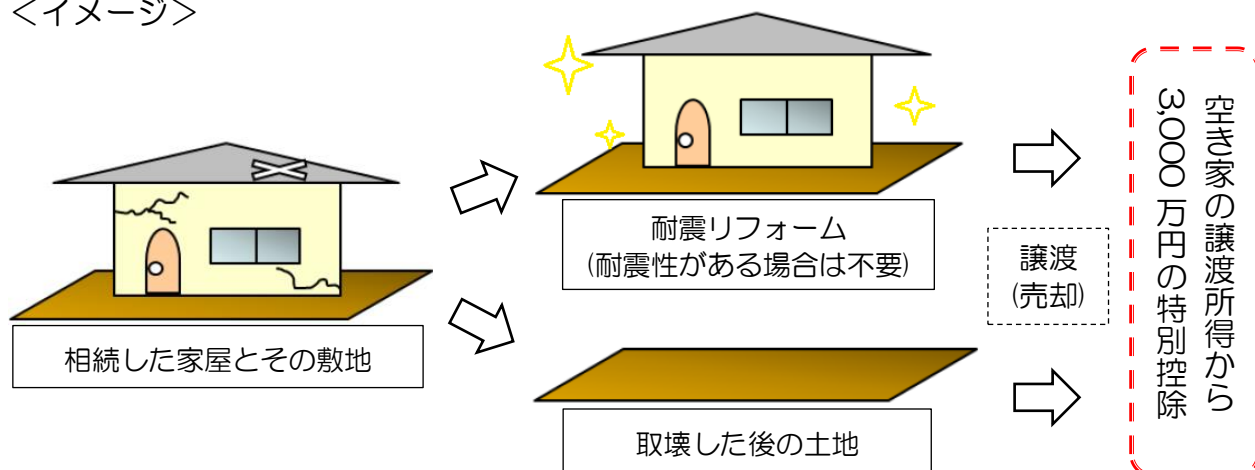 <イメージ>
相続した家屋とその敷地
耐震リフォーム
(耐震性がある場合は不要)
取壊した後の土地
譲渡
(売却)
空き家の譲渡所得から
3,000万円の特別控除